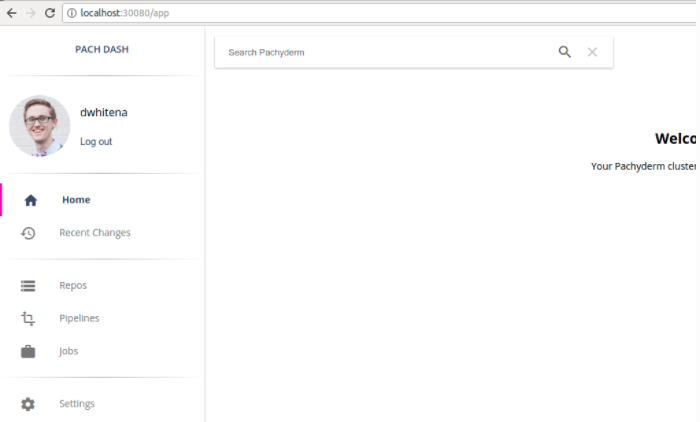 localhost:30080/app
PACH DASH
Search Pachyderm
dwhitena
Log out
Welco
Your Pachyderm cluster
Home
Recent Changes
Repos
Pipelines
Jobs
Settings